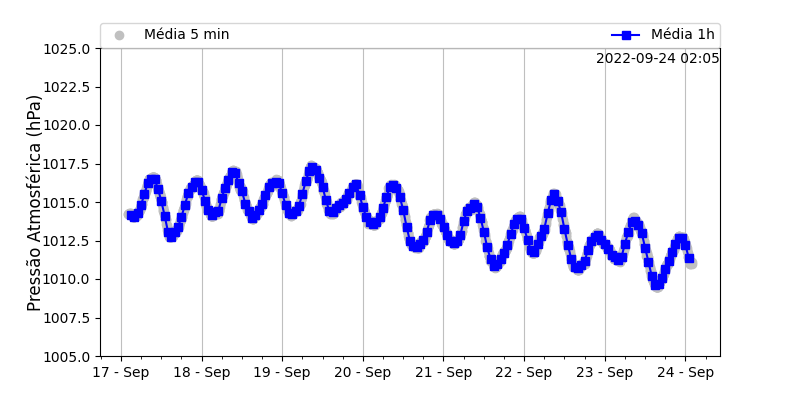 Média 5 min
Média 1h
2022-09-24 02:05
Pressão Atmosférica (hPa)
1025.0
1022.5
1020.0
1017.5
1015.0
1012.5
1010.0
1007.5
1005.0
17 - Sep
18 - Sep
19 - Sep
20 - Sep
21 - Sep
22 - Sep
23 - Sep
24 - Sep